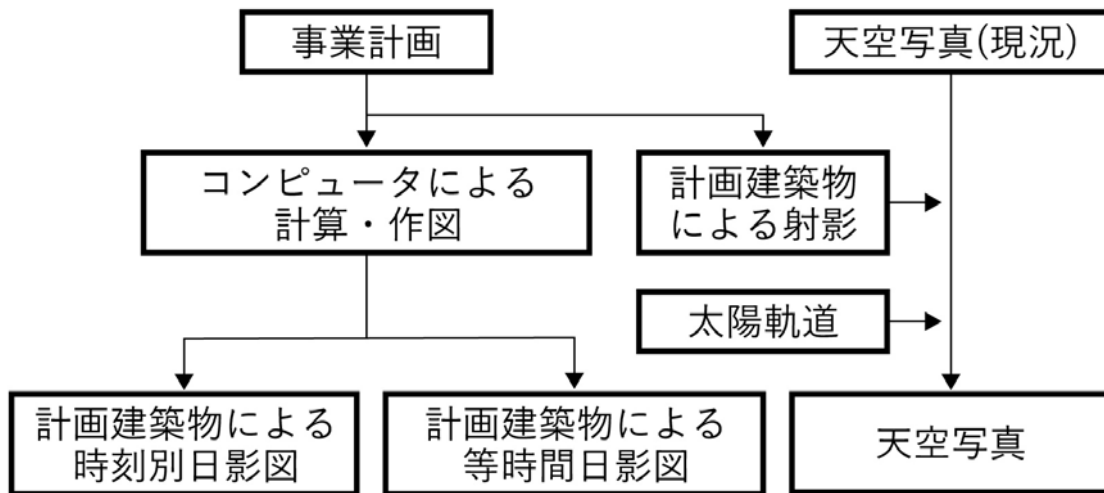 事業計画
天空写真(現況)
コンピュータによる
計算・作図
計画建築物
による射影
太陽軌道
計画建築物による
時刻別日影図
計画建築物による
等時間日影図
天空写真